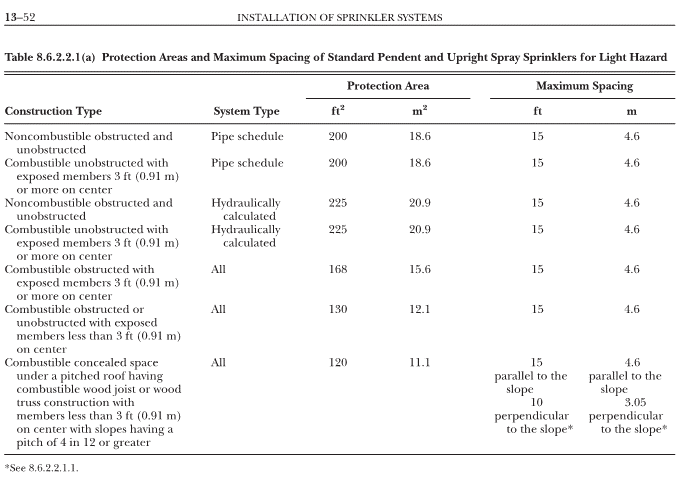 13–52 INSTALLATION OF SPRINKLER SYSTEMS
Table 8.6.2.2.1(a) Protection Areas and Maximum Spacing of Standard Pendent and Upright Spray Sprinklers for Light Hazard
Protection Area Maximum Spacing
Construction Type System Type ft² m² ft m
Noncombustible obstructed and Pipe schedule 200 18.6 15 4.6
unobstructed
Combustible unobstructed with Pipe schedule 200 18.6 15 4.6
exposed members 3 ft (0.91 m)
or more on center
Noncombustible obstructed and Hydraulically 225 20.9 15 4.6
unobstructed calculated
Combustible unobstructed with Hydraulically 225 20.9 15 4.6
exposed members 3 ft (0.91 m) calculated
or more on center
Combustible obstructed with All 168 15.6 15 4.6
exposed members 3 ft (0.91 m)
or more on center
Combustible obstructed or All 130 12.1 15 4.6
unobstructed with exposed
members less than 3 ft (0.91 m)
on center
Combustible concealed space All 120 11.1 15 4.6
under a pitched roof having parallel to the parallel to the
combustible wood joist or wood slope slope
truss construction with 10 3.05
members less than 3 ft (0.91 m) perpendicular perpendicular
on center with slopes having a to the slope* to the slope*
pitch of 4 in 12 or greater
*See 8.6.2.2.1.1.